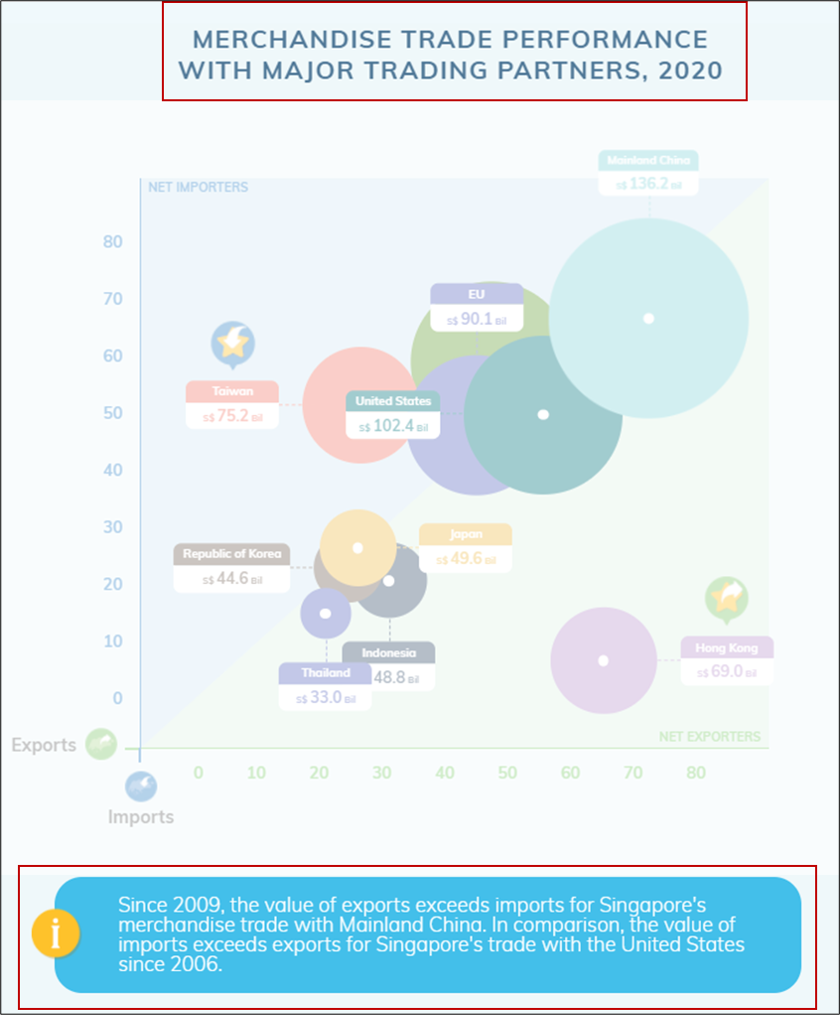 MERCHANDISE TRADE PERFORMANCE
WITH MAJOR TRADING PARTNERS, 2020
Mainland China
S$ 136.2 Bil
NET IMPORTERS
80
70
60
50
40
30
20
10
0
EU
S$ 90.1 Bil
Taiwan
S$ 75.2 Bil
United States
S$ 102.4 Bil
Japan
S$ 49.6 Bil
Republic of Korea
S$ 44.6 Bil
Indonesia
48.8 Bil
Thailand
S$ 33.0 Bil
Hong Kong
S$ 69.0 Bil
NET EXPORTERS
Exports
0 10 20 30 40 50 60 70 80
Imports
i
Since 2009, the value of exports exceeds imports for Singapore's
merchandise trade with Mainland China. In comparison, the value of
imports exceeds exports for Singapore's trade with the United States
since 2006.